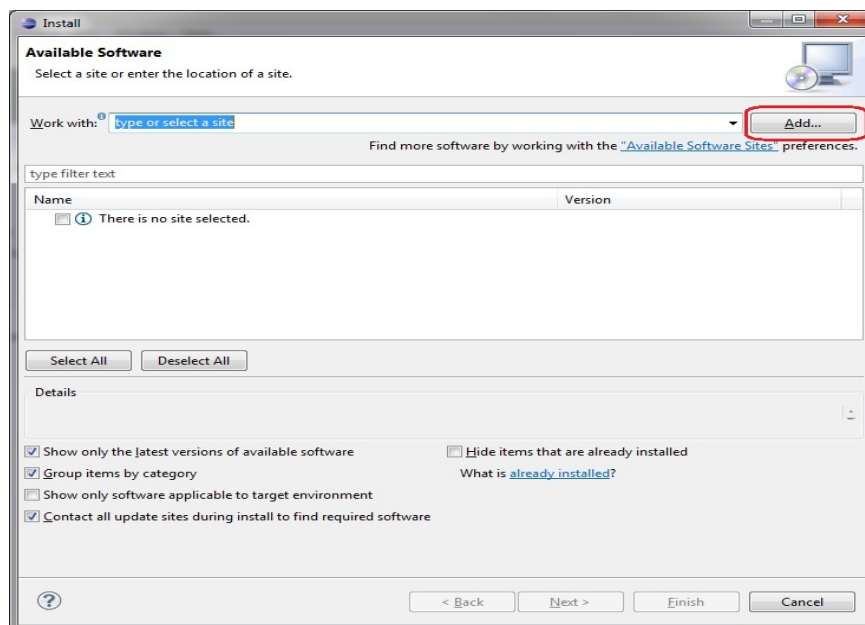 Install
Available Software
Select a site or enter the location of a site.
Work with:
type or select a site
Add...
Find more software by working with the "Available Software Sites" preferences.
type filter text
Name Version
There is no site selected.
Select All Deselect All
Details
Show only the latest versions of available software
Hide items that are already installed
Group items by category
What is already installed?
Show only software applicable to target environment
Contact all update sites during install to find required software
< Back Next > Finish Cancel